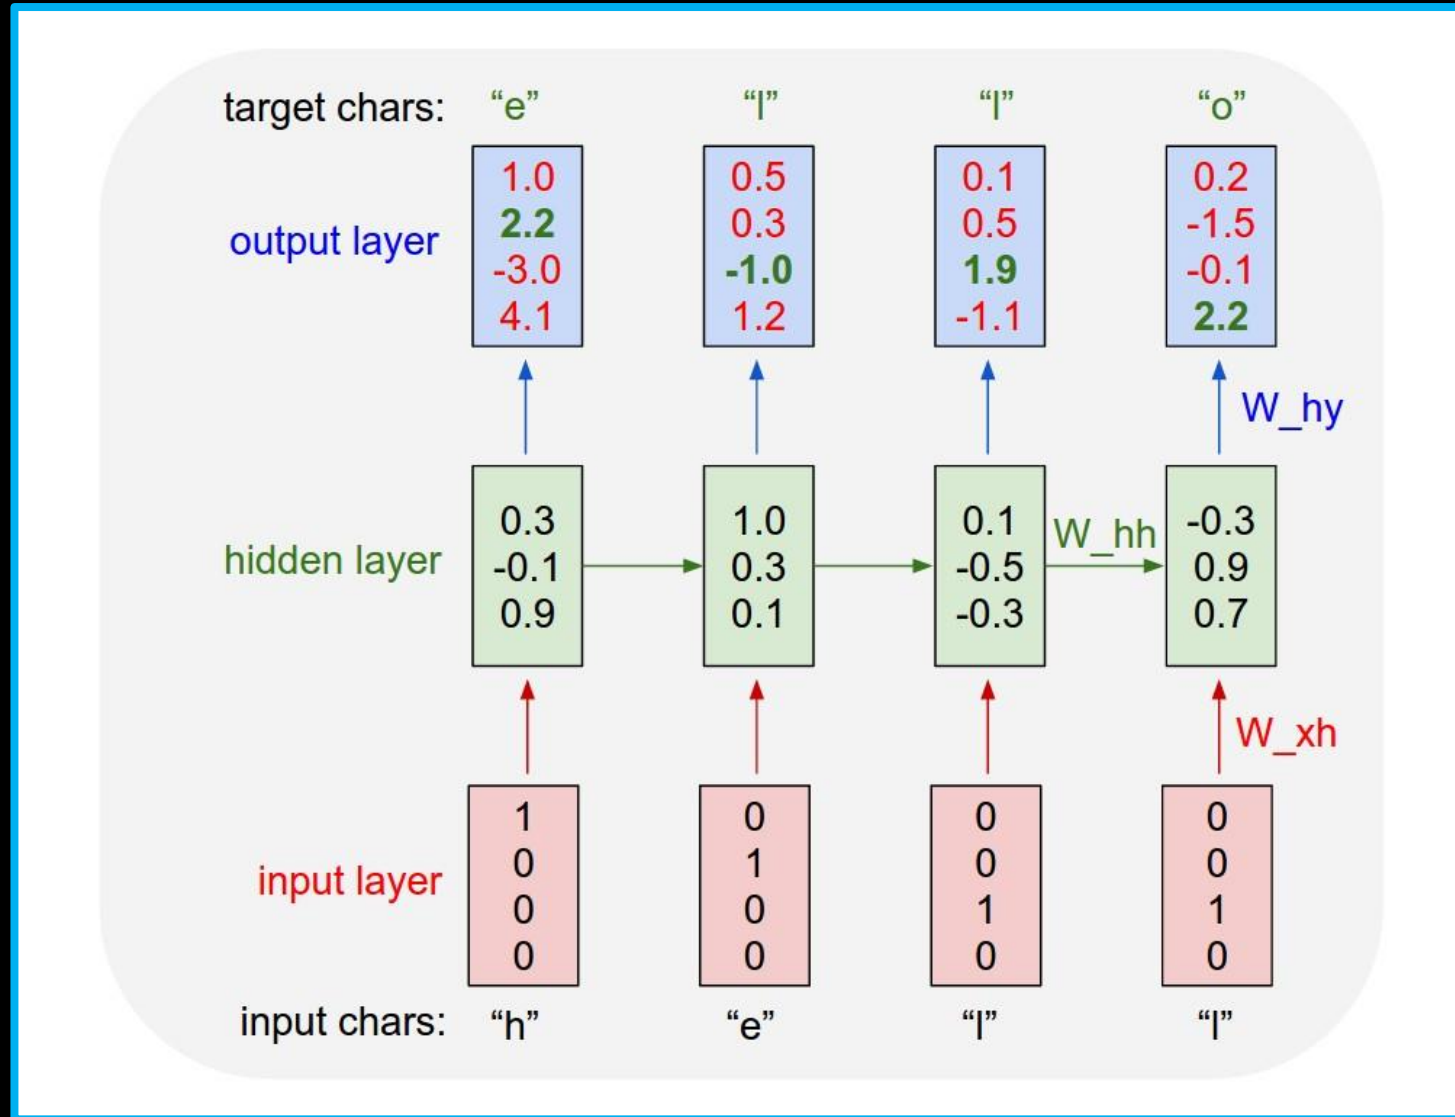 target chars: “e” “l” “l” “o”
1.0 0.5 0.1 0.2
2.2 0.3 0.5 -1.5
output layer
-3.0 -1.0 1.9 -0.1
4.1 1.2 -1.1 2.2
W_hy
0.3 1.0 0.1 -0.3
W_hh
hidden layer -0.1 0.3 -0.5 0.9
0.9 0.1 -0.3 0.7
W_xh
1 0 0 0
0 1 0 0
input layer
0 0 1 1
0 0 0 0
input chars: “h” “e” “l” “l”